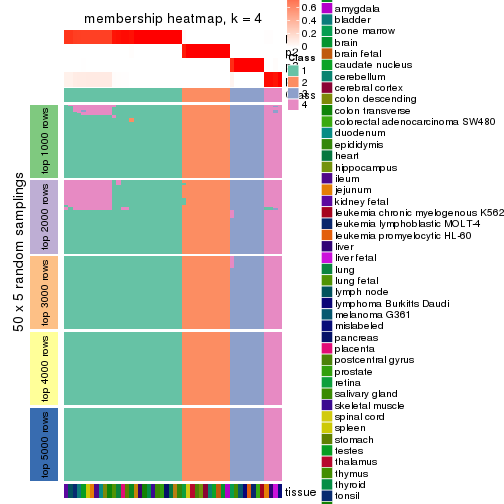 membership heatmap, k = 4
50 x 5 random samplings
top 1000 rows
top 2000 rows
top 3000 rows
top 4000 rows
top 5000 rows
0.6
0.4
0.2
0
Class
1
2
3
4
tissue
amygdala
bladder
bone marrow
brain
brain fetal
caudate nucleus
cerebellum
cerebral cortex
colon descending
colon transverse
colorectal adenocarcinoma SW480
duodenum
epididymis
heart
hippocampus
ileum
jejunum
kidney fetal
leukemia chronic myelogenous K562
leukemia lymphoblastic MOLT-4
leukemia promyelocytic HL-60
liver
liver fetal
lung
lung fetal
lymph node
lymphoma Burkitts Daudi
melanoma G361
mislabeled
pancreas
placenta
postcentral gyrus
prostate
retina
salivary gland
skeletal muscle
spinal cord
spleen
stomach
testes
thalamus
thymus
thyroid
tonsil